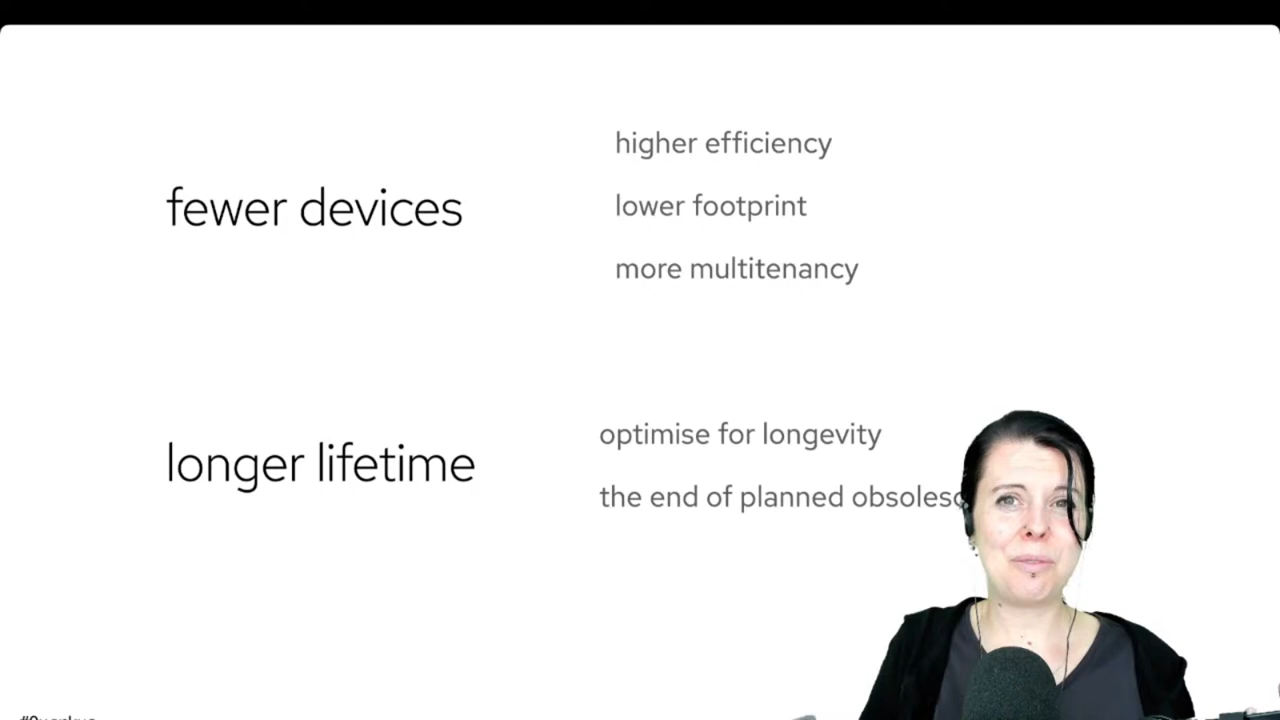 higher efficiency
fewer devices
lower footprint
more multitenancy
optimise for longevity
longer lifetime
the end of planned